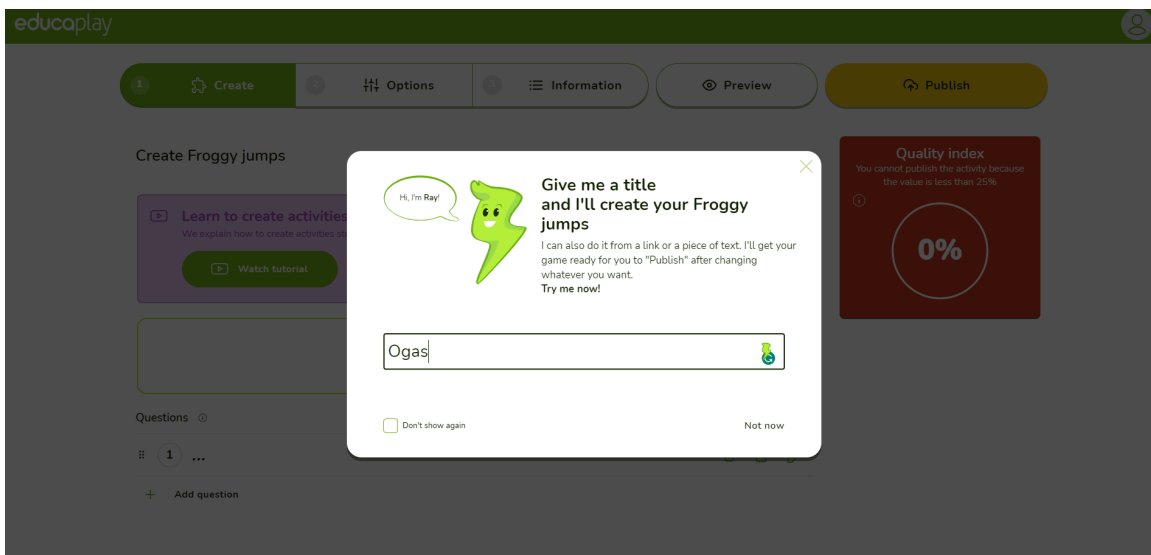 educaplay
1 Create
Options
Information
Preview
Publish
Create Froggy jumps
Quality index
You cannot publish the activity because
the value is less than 25%
0%
Learn to create activities
We explain how to create activities
Watch tutorial
Hi, I'm Ray!
Give me a title
and I'll create your Froggy
jumps
I can also do it from a link or a piece of text. I'll get your
game ready for you to "Publish" after changing
whatever you want.
Try me now!
Ogas
Don't show again
Not now
Questions
1 ...
+ Add question